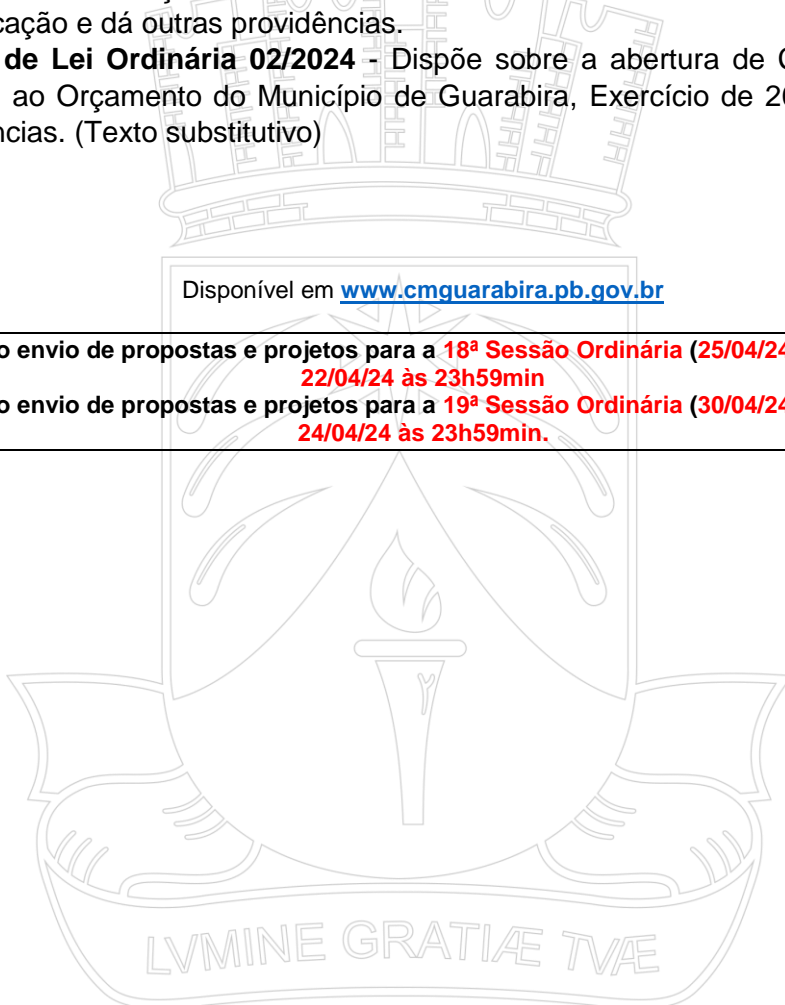 cação e dá outras providências.
de Lei Ordinária 02/2024 - Dispõe sobre a abertura de
ao Orçamento do Município de Guarabira, Exercício de
ncias. (Texto substitutivo)
Disponível em www.cmguarabira.pb.gov.br
o envio de propostas e projetos para a 18ª Sessão Ordinária (25/04/24
22/04/24 às 23h59min
o envio de propostas e projetos para a 19ª Sessão Ordinária (30/04/24
24/04/24 às 23h59min.
LVMINE GRATIÆ TVÆ